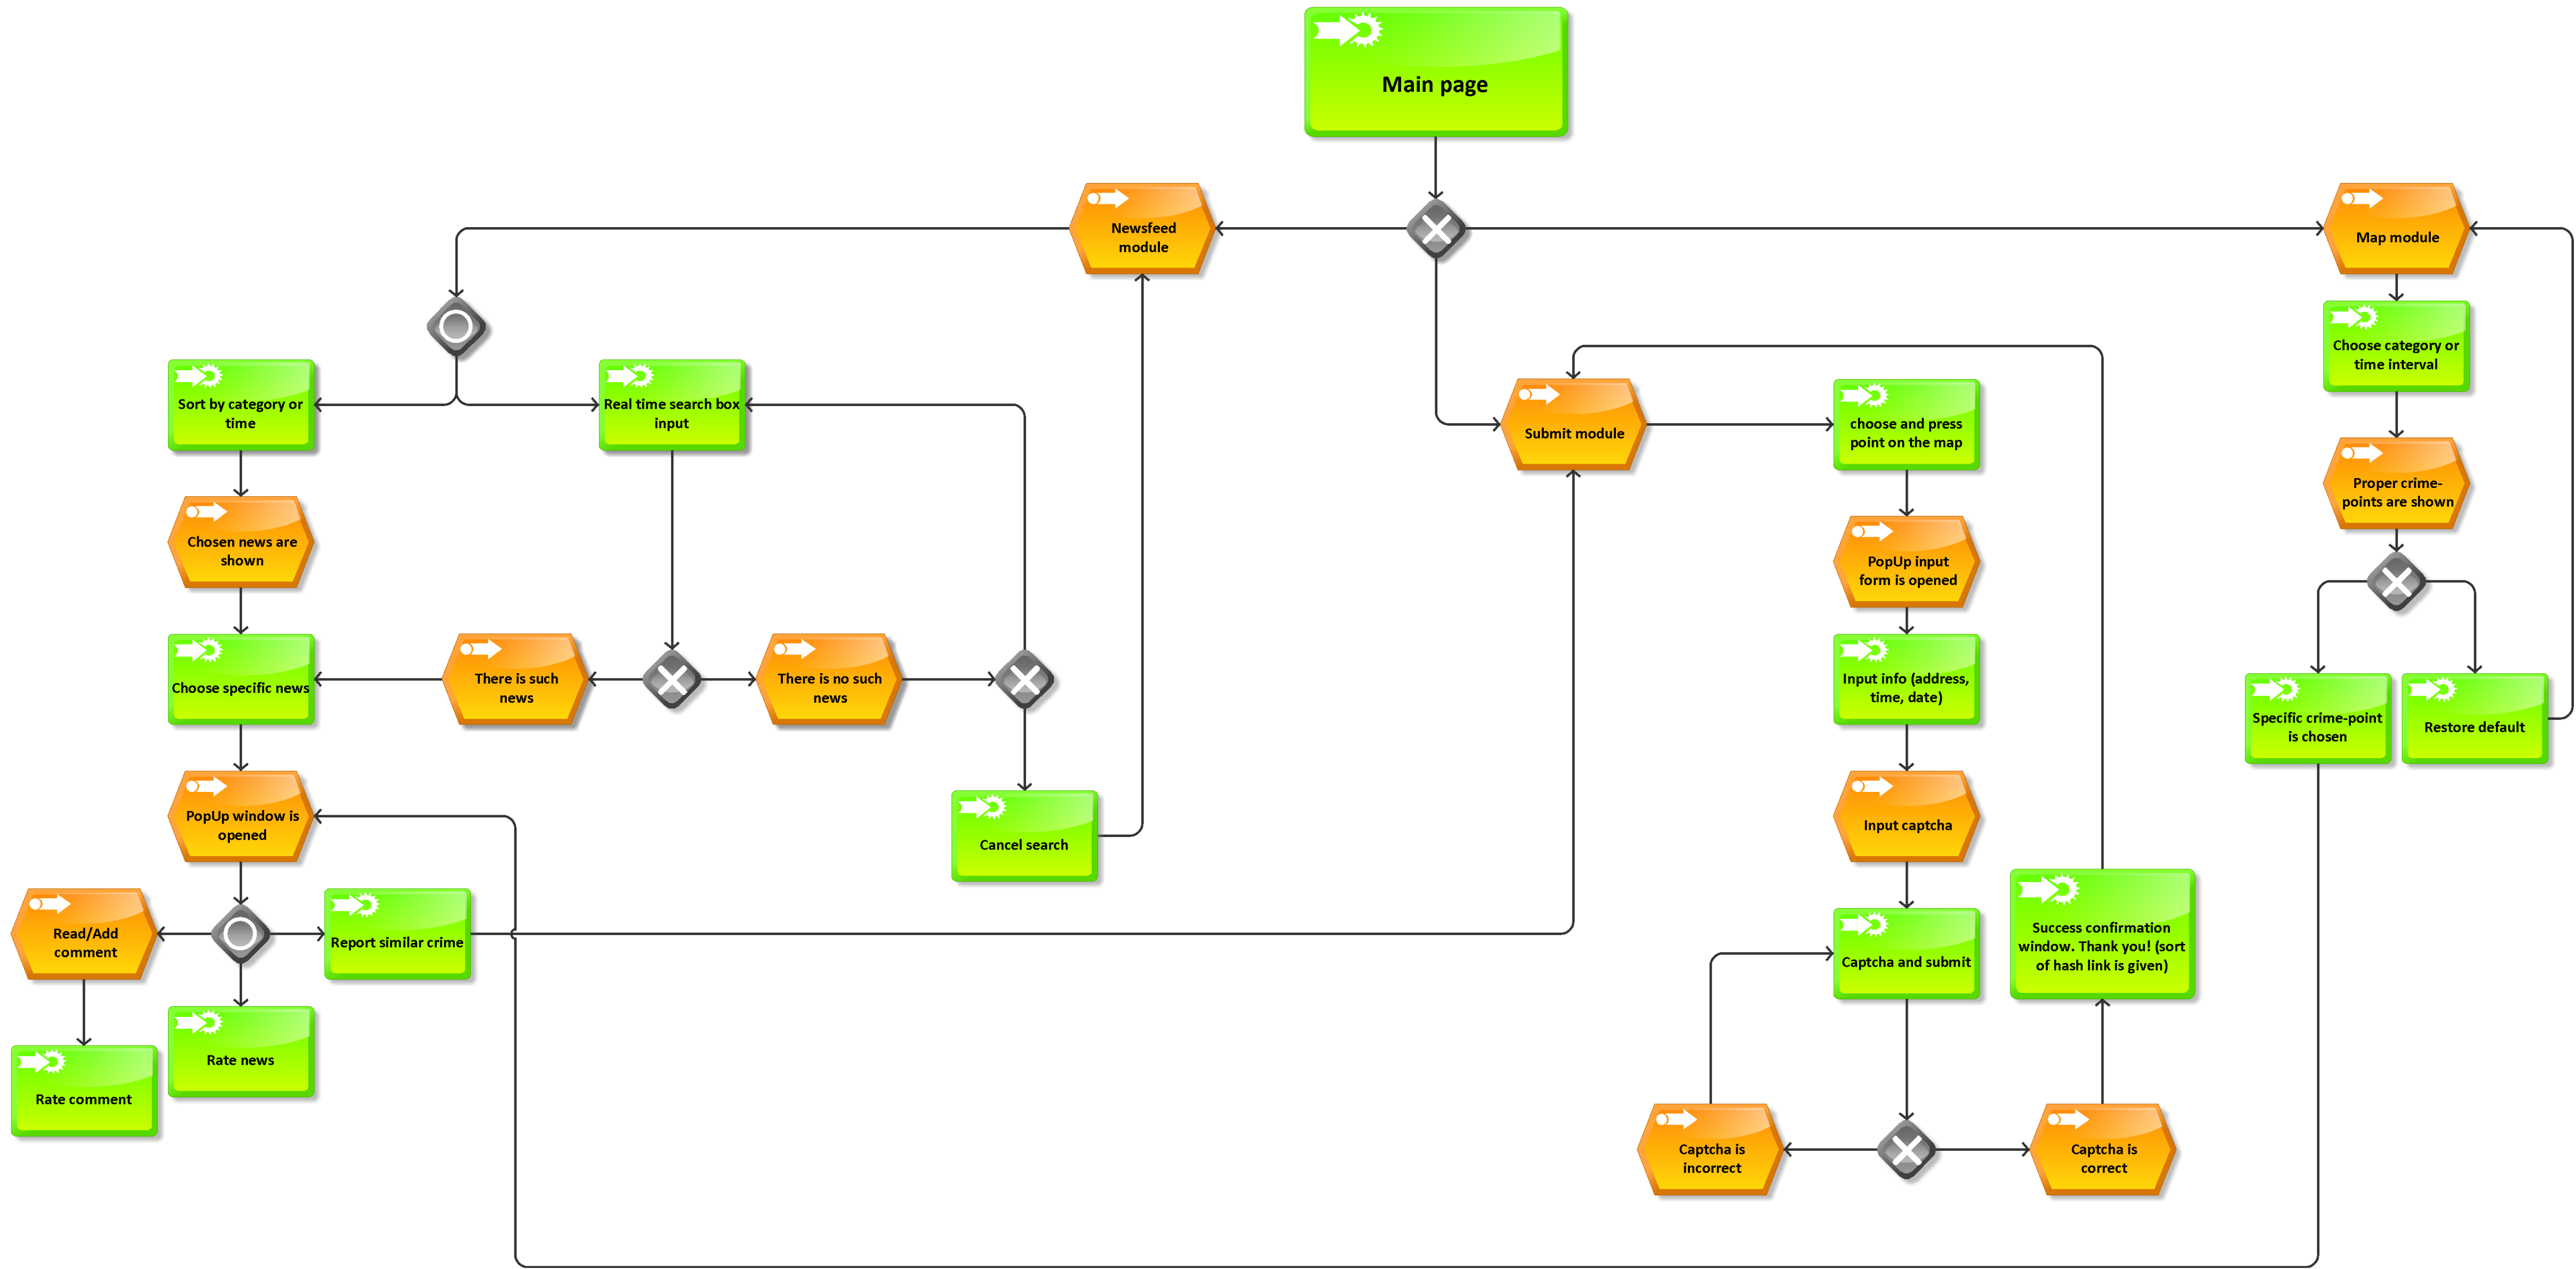 Main page
Newsfeed
module
Map module
Choose category or
time interval
Sort by category or
time
Real time search box
input
Submit module
choose and press
point on the map
Proper crime-
points are shown
Chosen news are
shown
PopUp input
form is opened
Choose specific news
There is such
news
There is no such
news
Input info (address,
time, date)
Specific crime-point
is chosen
Restore default
PopUp window is
opened
Cancel search
Input captcha
Read/Add
comment
Report similar crime
Captcha and submit
Success confirmation
window. Thank you! (sort
of hash link is given)
Rate news
Rate comment
Captcha is
incorrect
Captcha is
correct